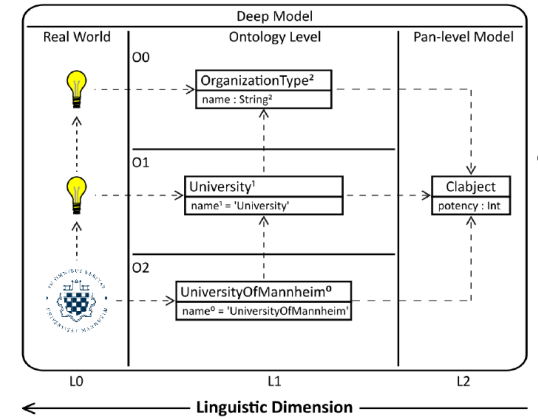 Deep Model
Real World
Ontology Level
Pan-level Model
O0
OrganizationType²
name : String²
O1
University¹
name¹ = 'University'
Clabject
potency : Int
O2
UniversityOfMannheim⁰
name⁰ = 'UniversityOfMannheim'
L0
L1
L2
Linguistic Dimension